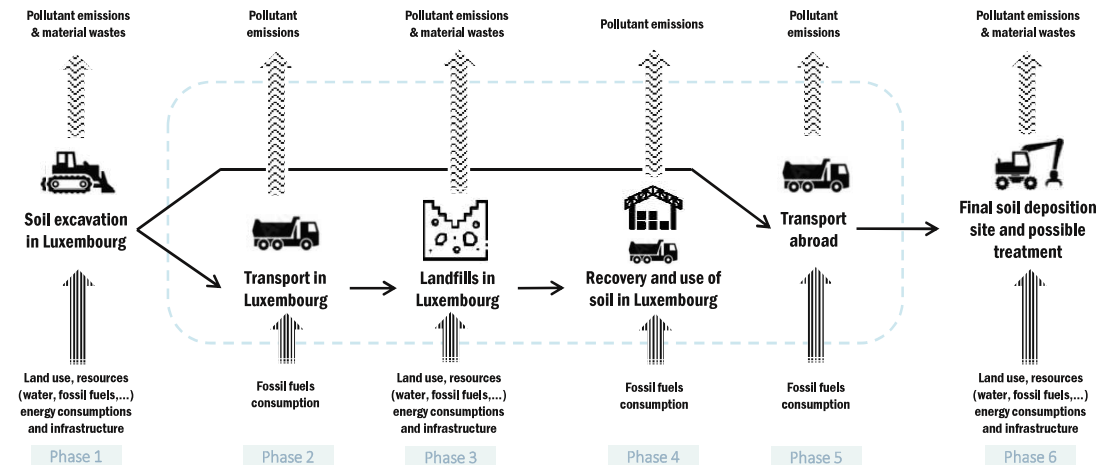 Pollutant emissions
& material wastes
Pollutant
emissions
Pollutant emissions
& material wastes
Pollutant emissions
Pollutant
emissions
Pollutant emissions
& material wastes
Soil excavation
in Luxembourg
Transport in
Luxembourg
Landfills in
Luxembourg
Recovery and use of
soil in Luxembourg
Transport
abroad
Final soil deposition
site and possible
treatment
Land use, resources
(water, fossil fuels,...)
energy consumptions
and infrastructure
Fossil fuels
consumption
Land use, resources
(water, fossil fuels,...)
energy consumptions
and infrastructure
Fossil fuels
consumption
Fossil fuels
consumption
Land use, resources
(water, fossil fuels,...)
energy consumptions
and infrastructure
Phase 1
Phase 2
Phase 3
Phase 4
Phase 5
Phase 6